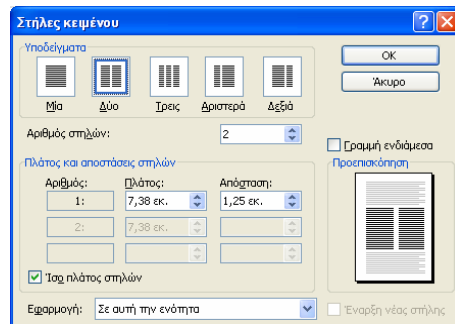 Στήλες κειμένου
Υποδείγματα
Μία Δύο Τρεις Αριστερά Δεξιά
OK
Άκυρο
Αριθμός στηλών: 2
Γραμμή ενδιάμεσα
Πλάτος και αποστάσεις στηλών
Αριθμός: Πλάτος: Απόσταση:
1: 7,38 εκ. 1,25 εκ.
2: 7,38 εκ.
Ίσο πλάτος στηλών
Προεπισκόπηση
Εφαρμογή: Σε αυτή την ενότητα
Έναρξη νέας στήλης